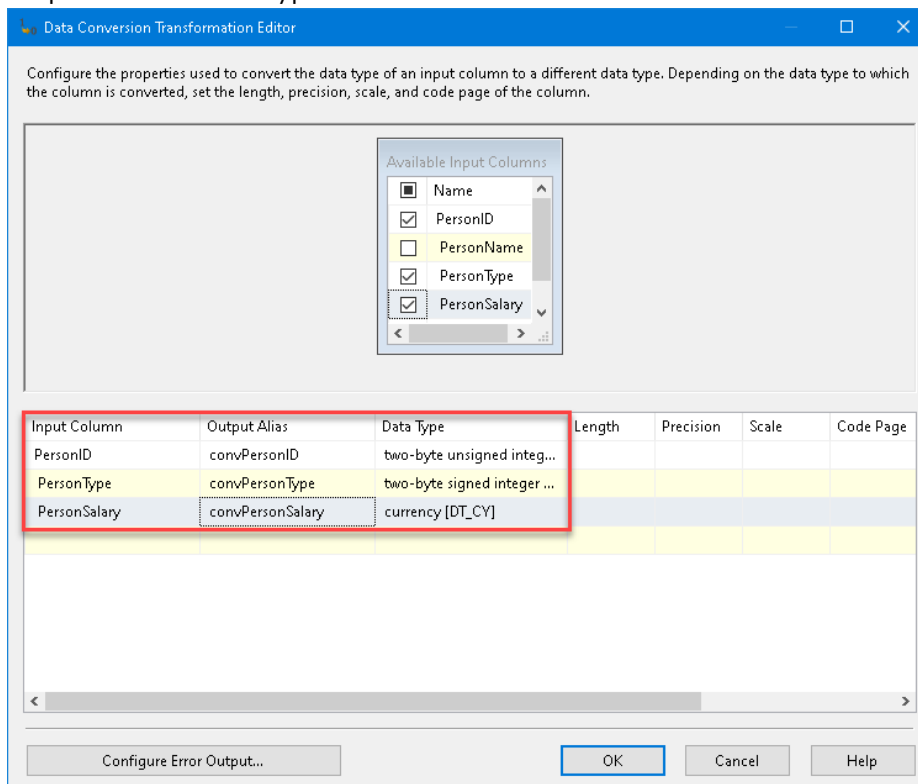 Data Conversion Transformation Editor
Configure the properties used to convert the data type of an input column to a different data type. Depending on the data type to which
the column is converted, set the length, precision, scale, and code page of the column.
Available Input Columns
Name
PersonID
PersonName
PersonType
PersonSalary
Input Column Output Alias Data Type Length Precision Scale Code Page
PersonID convPersonID two-byte unsigned integ...
PersonType convPersonType two-byte signed integer ...
PersonSalary convPersonSalary currency [DT_CY]
Configure Error Output... OK Cancel Help